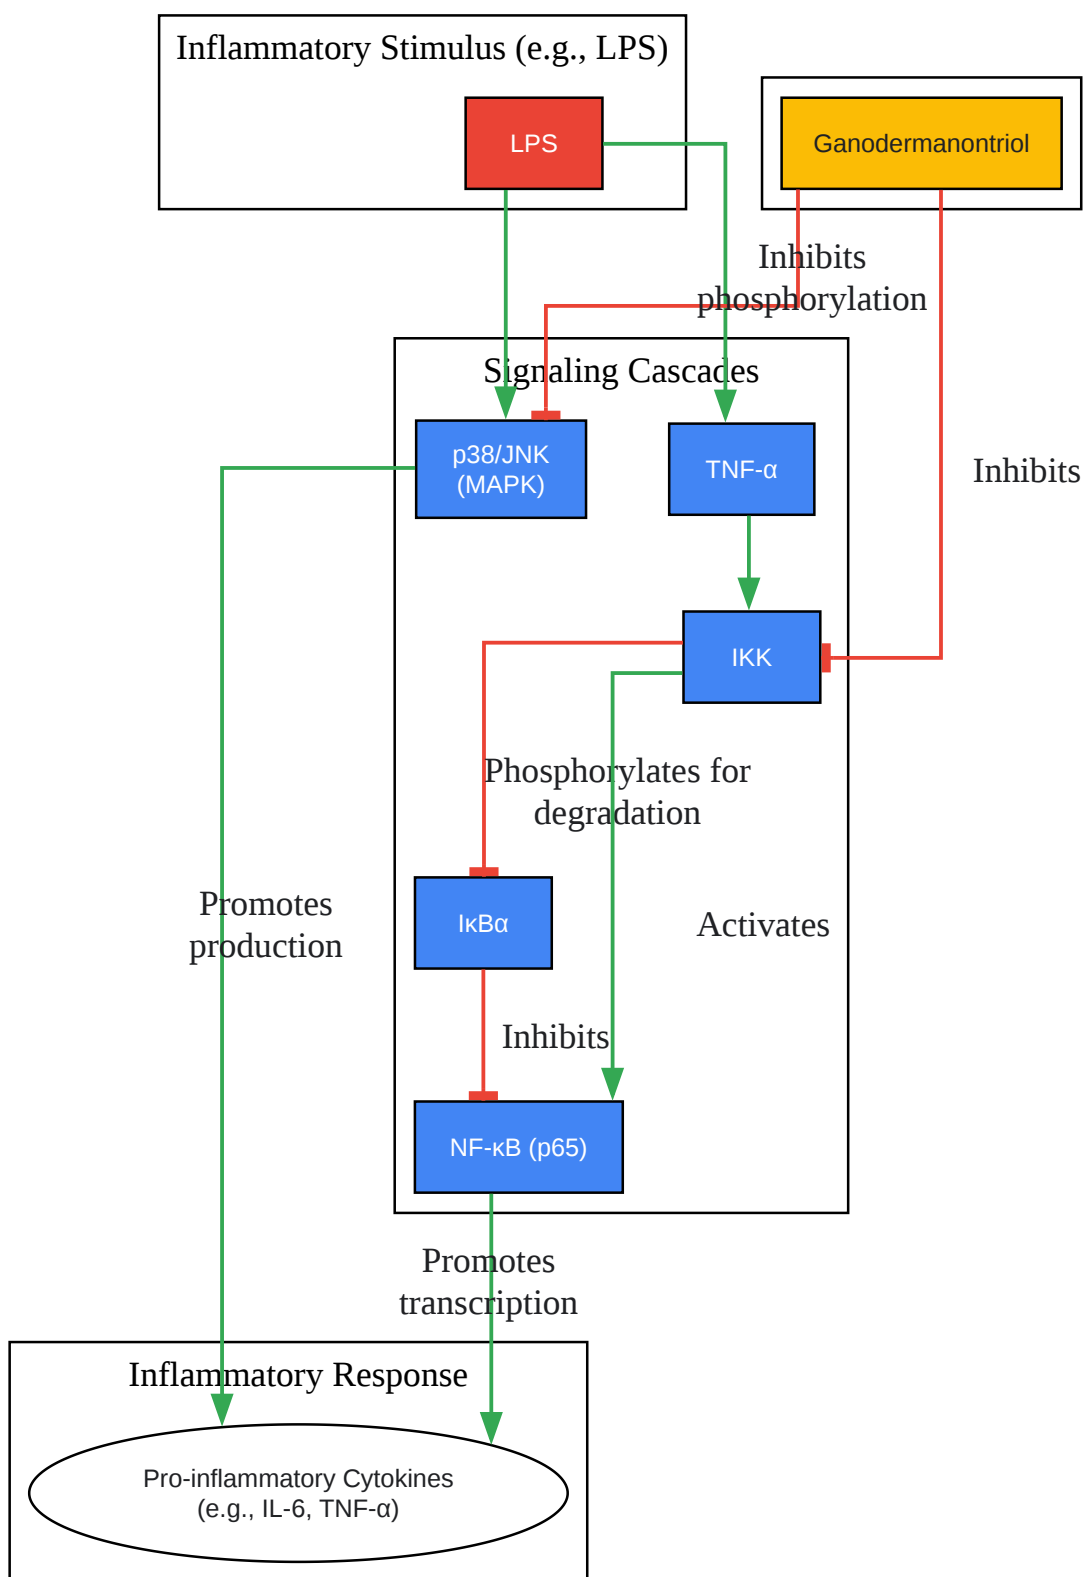 Inflammatory Stimulus (e.g., LPS)
LPS
Ganodermanontriol
Inhibits
phosphorylation
Signaling Cascades
p38/JNK
(MAPK)
TNF-α
Inhibits
IKK
Phosphorylates for
degradation
Promotes
production
IκBα
Activates
Inhibits
NF-κB (p65)
Promotes
transcription
Inflammatory Response
Pro-inflammatory Cytokines
(e.g., IL-6, TNF-α)